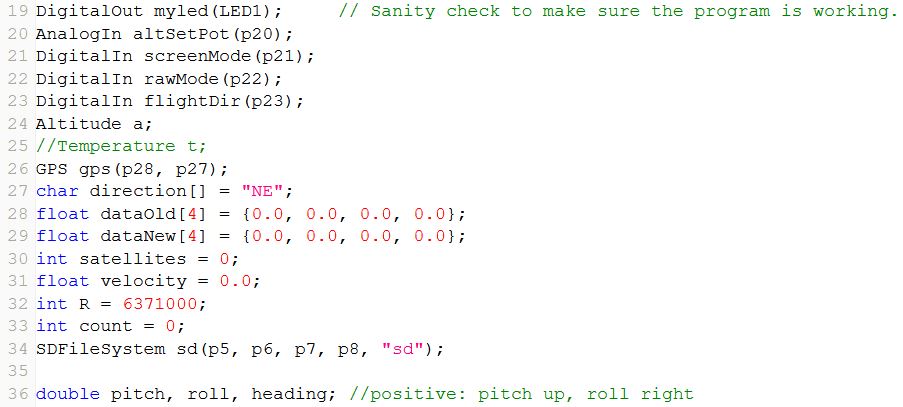 19 DigitalOut myled(LED1);     // Sanity check to make sure the program is working.
20 AnalogIn altSetPot(p20);
21 DigitalIn screenMode(p21);
22 DigitalIn rawMode(p22);
23 DigitalIn flightDir(p23);
24 Altitude a;
25 //Temperature t;
26 GPS gps(p28, p27);
27 char direction[] = "NE";
28 float dataOld[4] = {0.0, 0.0, 0.0, 0.0};
29 float dataNew[4] = {0.0, 0.0, 0.0, 0.0};
30 int satellites = 0;
31 float velocity = 0.0;
32 int R = 6371000;
33 int count = 0;
34 SDFileSystem sd(p5, p6, p7, p8, "sd");
35
36 double pitch, roll, heading; //positive: pitch up, roll right